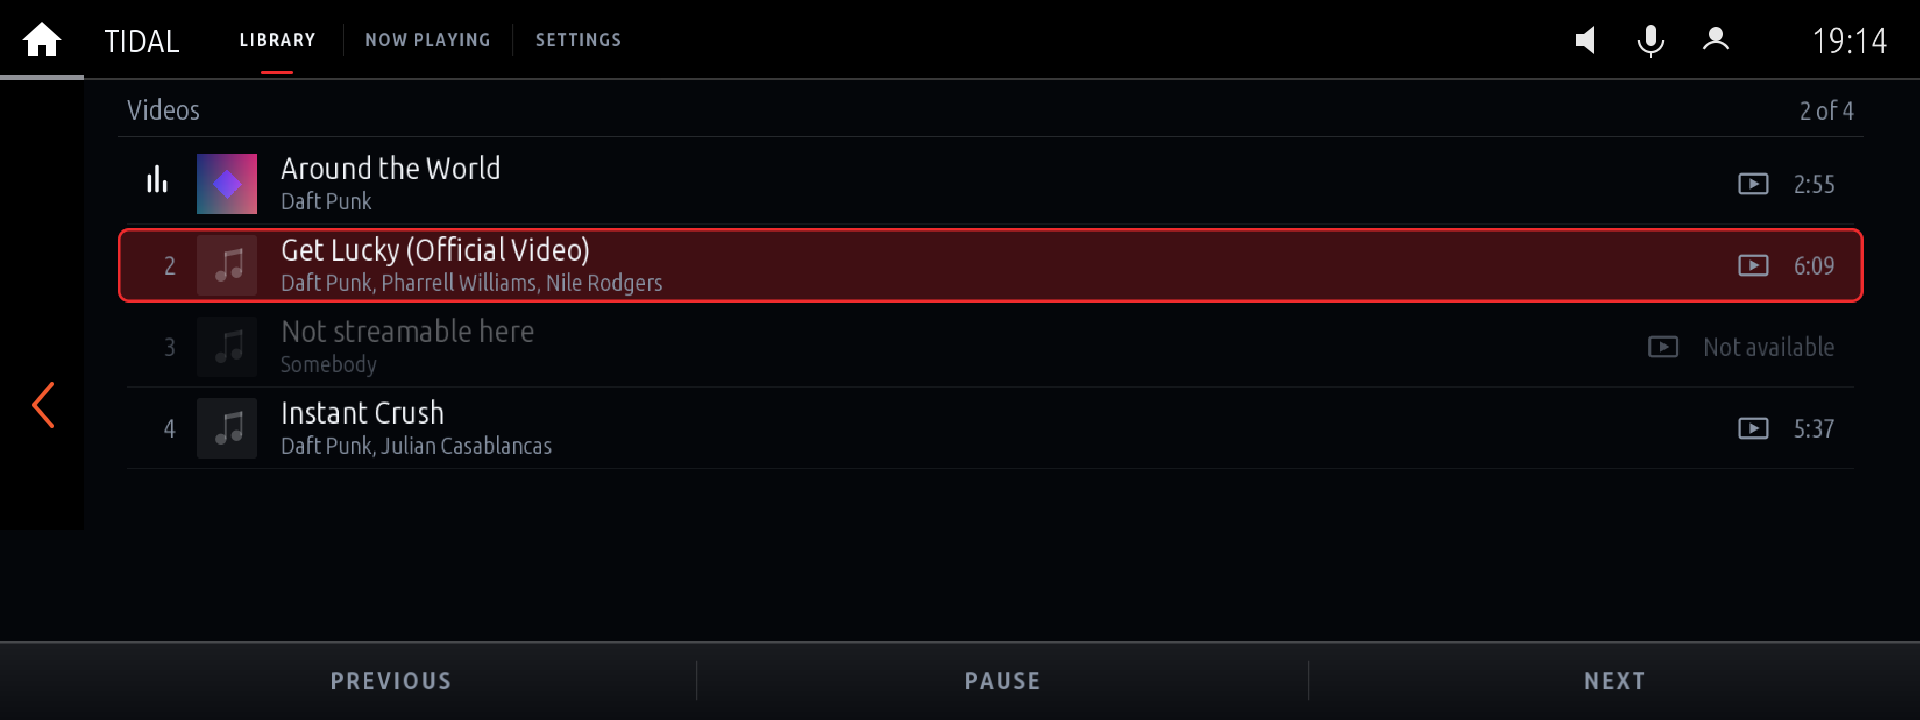 TIDAL
LIBRARY
NOW PLAYING
SETTINGS
19:14
Videos
2 of 4
Around the World
Daft Punk
2:55
2
Get Lucky (Official Video)
Daft Punk, Pharrell Williams, Nile Rodgers
6:09
3
Not streamable here
Somebody
Not available
4
Instant Crush
Daft Punk, Julian Casablancas
5:37
PREVIOUS
PAUSE
NEXT